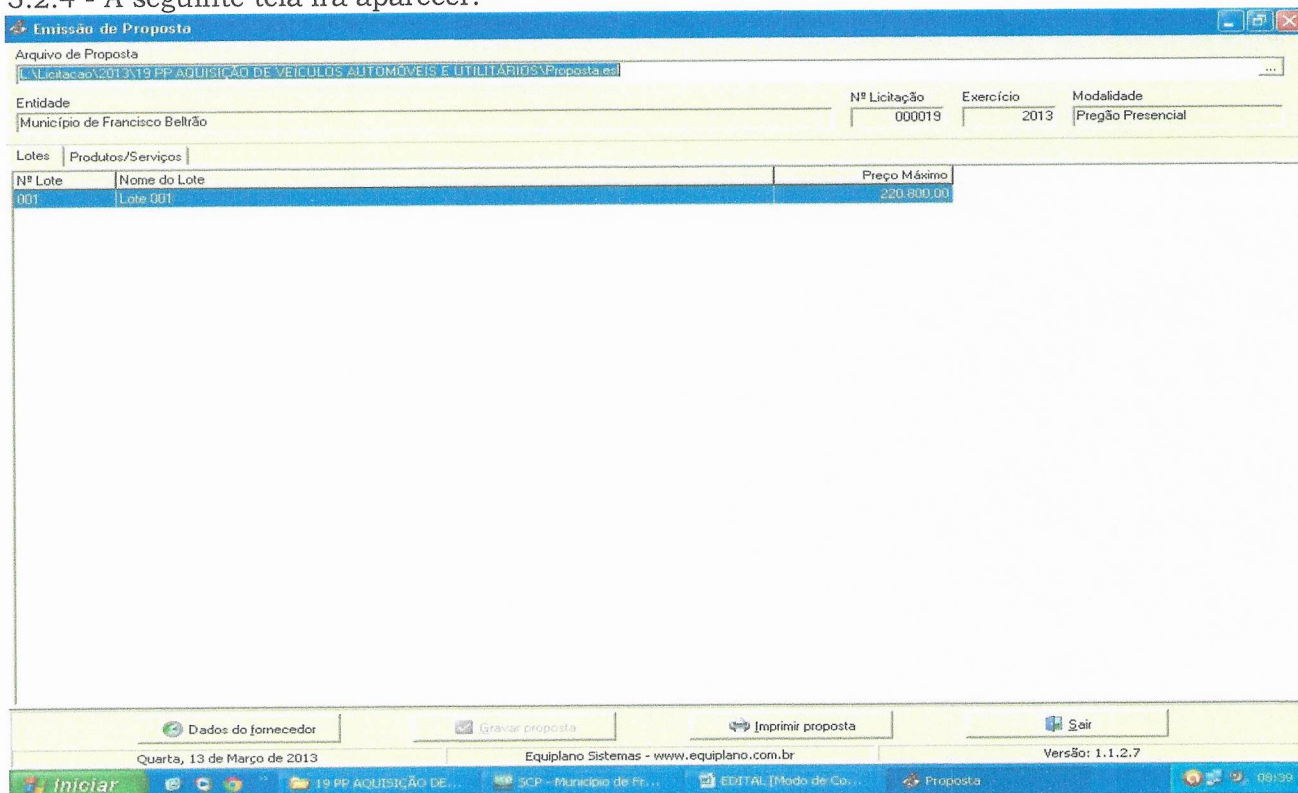 5.2.4 - A seguinte tela irá aparecer:
Emissão de Proposta
Arquivo de Proposta
L:\Licitacao\2013\19 PP AQUISIÇÃO DE VEÍCULOS AUTOMÓVEIS E UTILITÁRIOS\Proposta.esl
...
Entidade
Nº Licitação
Exercício
Modalidade
Município de Francisco Beltrão
000019
2013
Pregão Presencial
Lotes
Produtos/Serviços
Nº Lote
Nome do Lote
Preço Máximo
001
Lote 001
220.800,00
Dados do fornecedor
Gravar proposta
Imprimir proposta
Sair
Quarta, 13 de Março de 2013
Equiplano Sistemas - www.equiplano.com.br
Versão: 1.1.2.7
Iniciar
19 PP AQUISIÇÃO DE...
SCP - Município de Fr...
EDITAL [Modo de Co...
Proposta
08:39